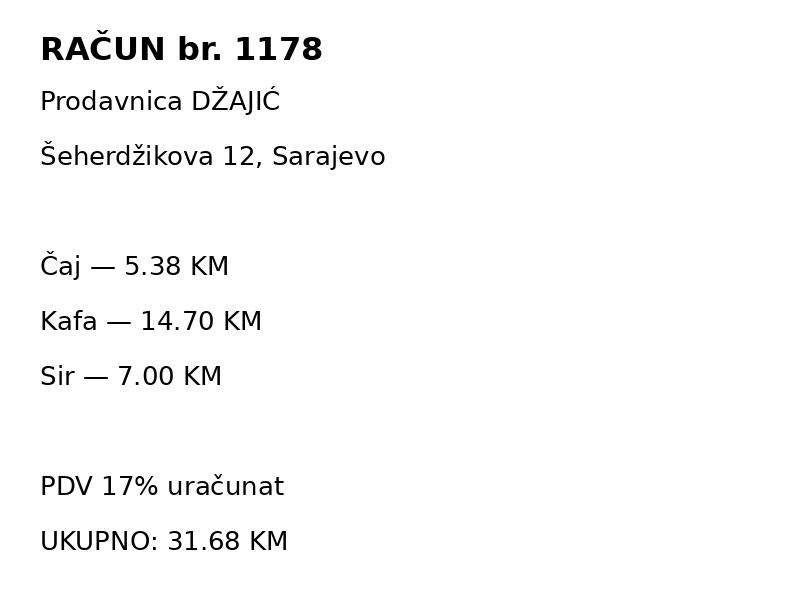 RAČUN br. 1178
Prodavnica DŽAJIĆ
Šeherdžikova 12, Sarajevo
Čaj — 5.38 KM
Kafa — 14.70 KM
Sir — 7.00 KM
PDV 17% uračunat
UKUPNO: 31.68 KM